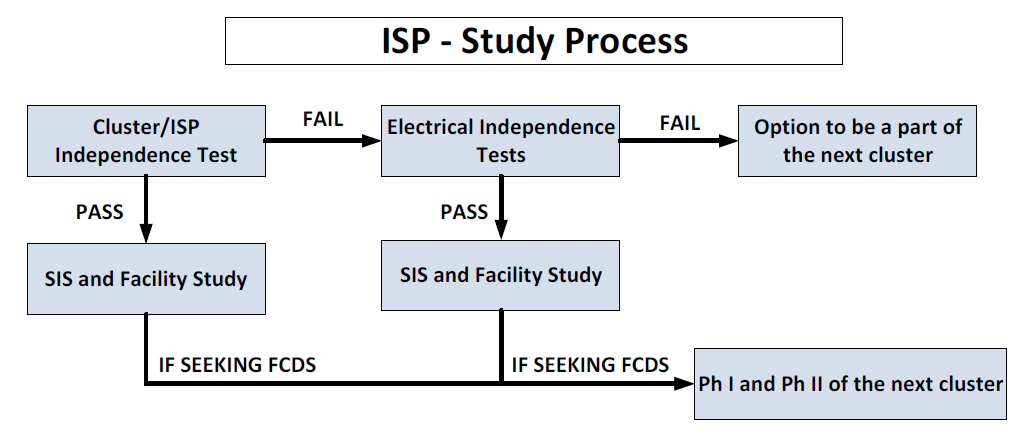 ISP - Study Process
Cluster/ISP
Independence Test
FAIL
Electrical Independence
Tests
FAIL
Option to be a part of
the next cluster
PASS
PASS
SIS and Facility Study
SIS and Facility Study
IF SEEKING FCDS
IF SEEKING FCDS
Ph I and Ph II of the next cluster